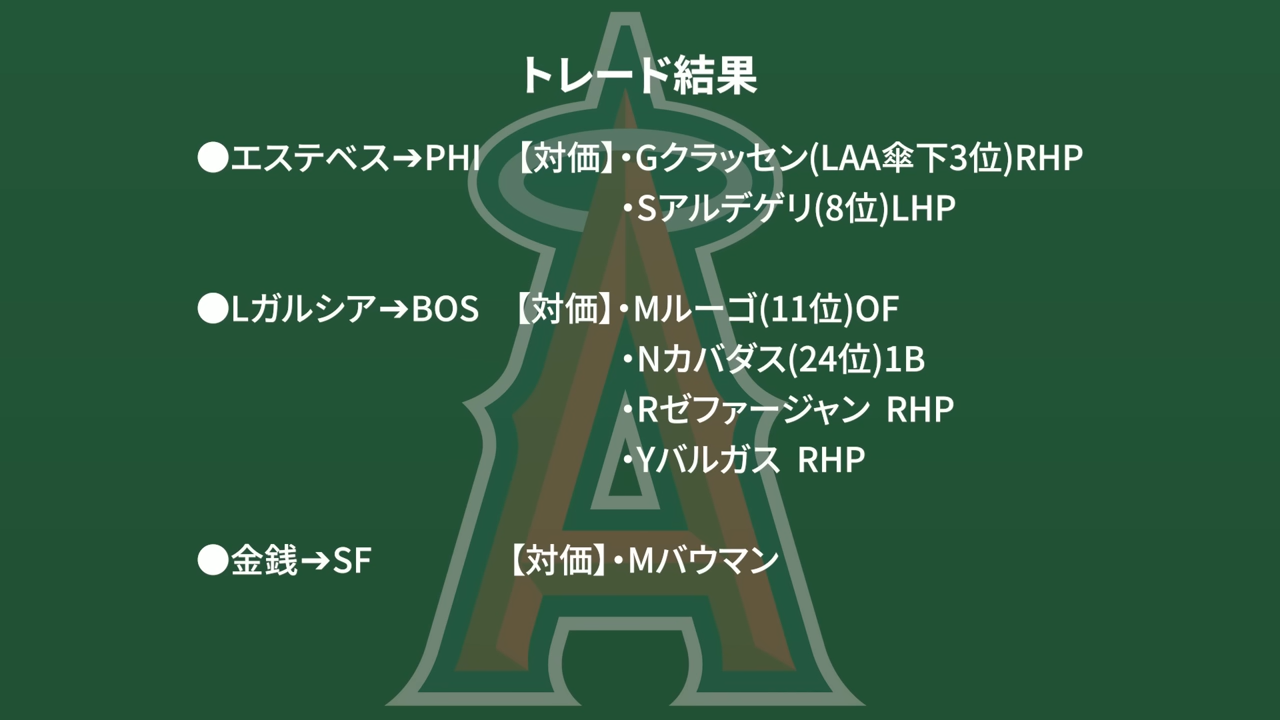 トレード結果
●エステベス➔PHI 【対価】・Gクラッセン(LAA傘下3位)RHP
・Sアルデゲリ(8位)LHP
●Lガルシア➔BOS 【対価】・Mルーゴ(11位)OF
・Nカバダス(24位)1B
・Rゼファージャン RHP
・Yバルガス RHP
●金銭➔SF 【対価】・Mバウマン